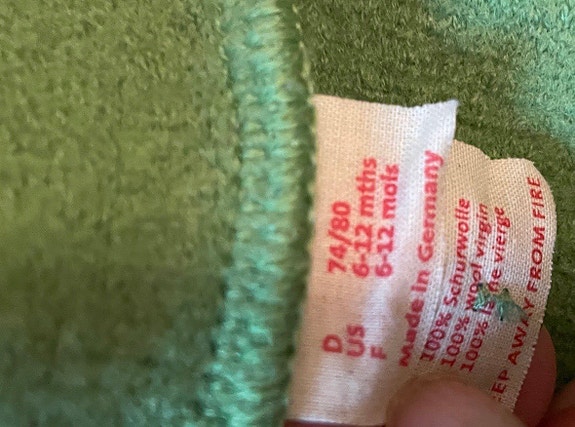 D 74/80
US 6-12 mths
F 6-12 mois
Made in Germany
100% Schurwolle
100% wool virgin
100% vierge
AWAY FROM FIRE